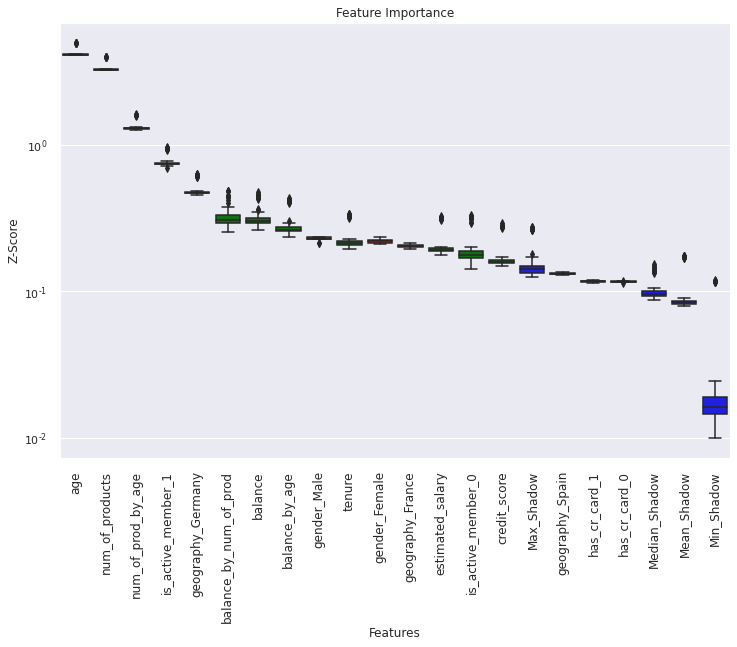 Feature Importance
Z-Score
10^0
10^-1
10^-2
age
num_of_products
num_of_prod_by_age
is_active_member_1
geography_Germany
balance_by_num_of_prod
balance
balance_by_age
gender_Male
tenure
gender_Female
geography_France
estimated_salary
is_active_member_0
credit_score
Max_Shadow
geography_Spain
has_cr_card_1
has_cr_card_0
Median_Shadow
Mean_Shadow
Min_Shadow
Features